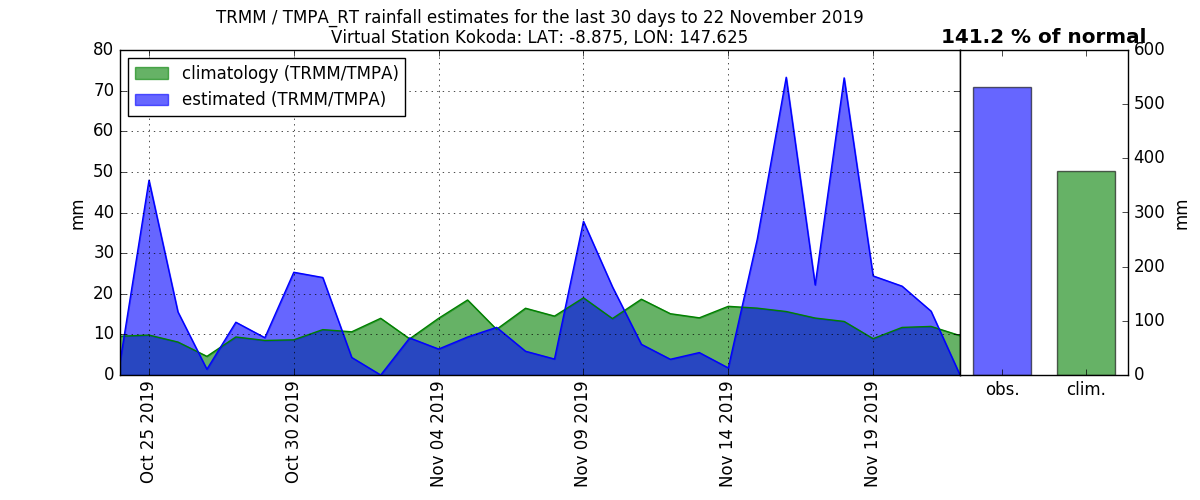 TRMM / TMPA_RT rainfall estimates for the last 30 days to 22 November 2019
Virtual Station Kokoda: LAT: -8.875, LON: 147.625
141.2 % of normal
climatology (TRMM/TMPA)
estimated (TRMM/TMPA)
80
70
60
50
40
30
20
10
0
mm
Oct 25 2019
Oct 30 2019
Nov 04 2019
Nov 09 2019
Nov 14 2019
Nov 19 2019
600
500
400
300
200
100
0
mm
obs.
clim.